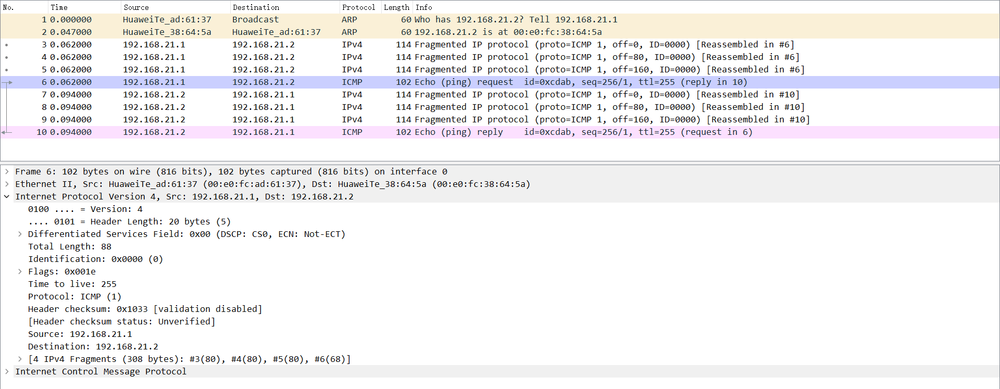 No. Time Source Destination Protocol Length Info
1 0.000000 HuaweiTe_ad:61:37 Broadcast ARP 60 Who has 192.168.21.2? Tell 192.168.21.1
2 0.047000 HuaweiTe_38:64:5a HuaweiTe_ad:61:37 ARP 60 192.168.21.2 is at 00:e0:fc:38:64:5a
3 0.062000 192.168.21.1 192.168.21.2 IPv4 114 Fragmented IP protocol (proto=ICMP 1, off=0, ID=0000) [Reassembled in #6]
4 0.062000 192.168.21.1 192.168.21.2 IPv4 114 Fragmented IP protocol (proto=ICMP 1, off=80, ID=0000) [Reassembled in #6]
5 0.062000 192.168.21.1 192.168.21.2 IPv4 114 Fragmented IP protocol (proto=ICMP 1, off=160, ID=0000) [Reassembled in #6]
6 0.062000 192.168.21.1 192.168.21.2 ICMP 102 Echo (ping) request id=0xcdab, seq=256/1, ttl=255 (reply in 10)
7 0.094000 192.168.21.2 192.168.21.1 IPv4 114 Fragmented IP protocol (proto=ICMP 1, off=0, ID=0000) [Reassembled in #10]
8 0.094000 192.168.21.2 192.168.21.1 IPv4 114 Fragmented IP protocol (proto=ICMP 1, off=80, ID=0000) [Reassembled in #10]
9 0.094000 192.168.21.2 192.168.21.1 IPv4 114 Fragmented IP protocol (proto=ICMP 1, off=160, ID=0000) [Reassembled in #10]
10 0.094000 192.168.21.2 192.168.21.1 ICMP 102 Echo (ping) reply id=0xcdab, seq=256/1, ttl=255 (request in 6)
Frame 6: 102 bytes on wire (816 bits), 102 bytes captured (816 bits) on interface 0
Ethernet II, Src: HuaweiTe_ad:61:37 (00:e0:fc:ad:61:37), Dst: HuaweiTe_38:64:5a (00:e0:fc:38:64:5a)
Internet Protocol Version 4, Src: 192.168.21.1, Dst: 192.168.21.2
0100 .... = Version: 4
.... 0101 = Header Length: 20 bytes (5)
Differentiated Services Field: 0x00 (DSCP: CS0, ECN: Not-ECT)
Total Length: 88
Identification: 0x0000 (0)
Flags: 0x001e
Time to live: 255
Protocol: ICMP (1)
Header checksum: 0x1033 [validation disabled]
[Header checksum status: Unverified]
Source: 192.168.21.1
Destination: 192.168.21.2
[4 IPv4 Fragments (308 bytes): #3(80), #4(80), #5(80), #6(68)]
Internet Control Message Protocol